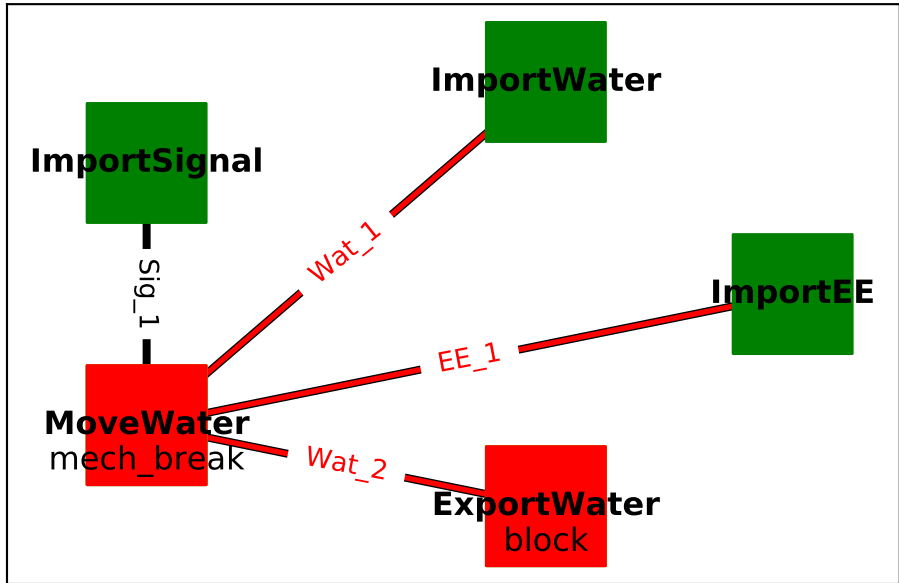 ImportWater
ImportSignal
Wat_1
Sig_1
ImportEE
EE_1
MoveWater
mech_break
Wat_2
ExportWater
block